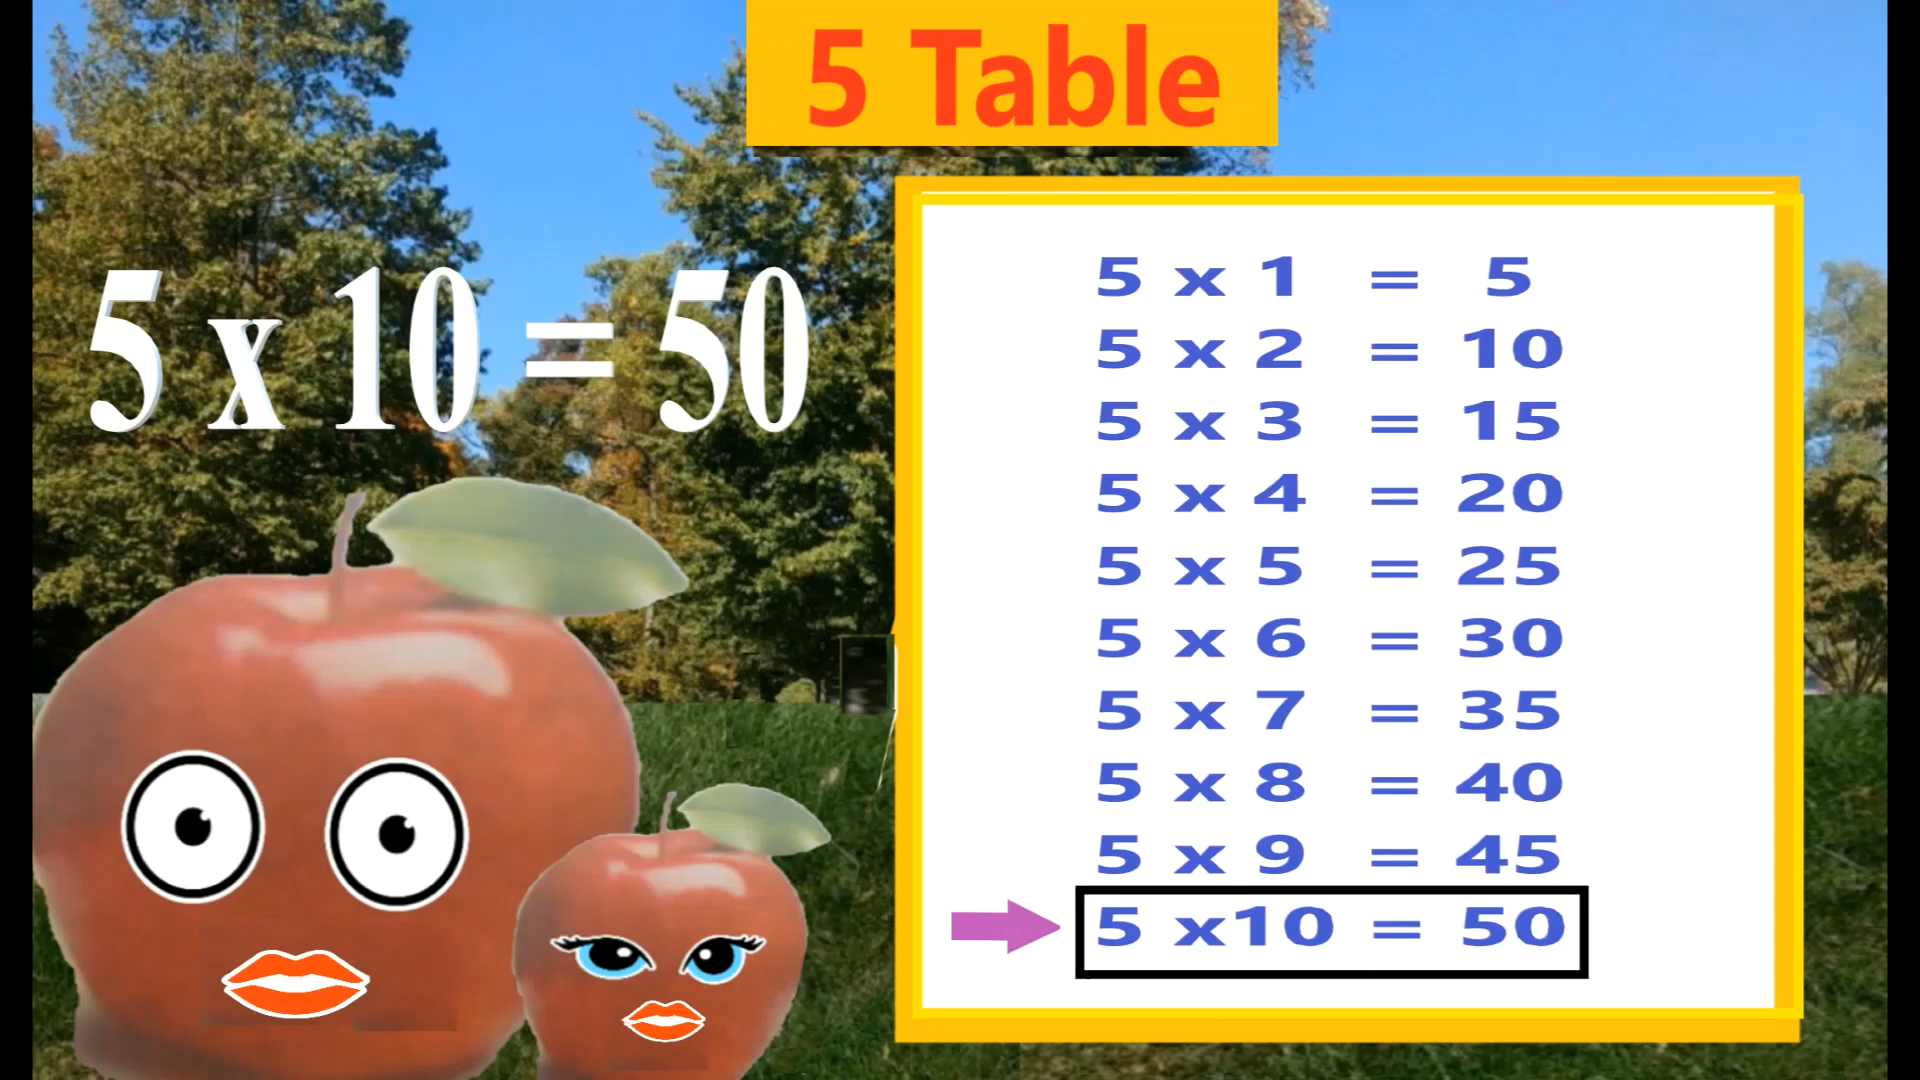 5 Table
5 x 10 = 50
5 x 1 = 5
5 x 2 = 10
5 x 3 = 15
5 x 4 = 20
5 x 5 = 25
5 x 6 = 30
5 x 7 = 35
5 x 8 = 40
5 x 9 = 45
5 x10 = 50